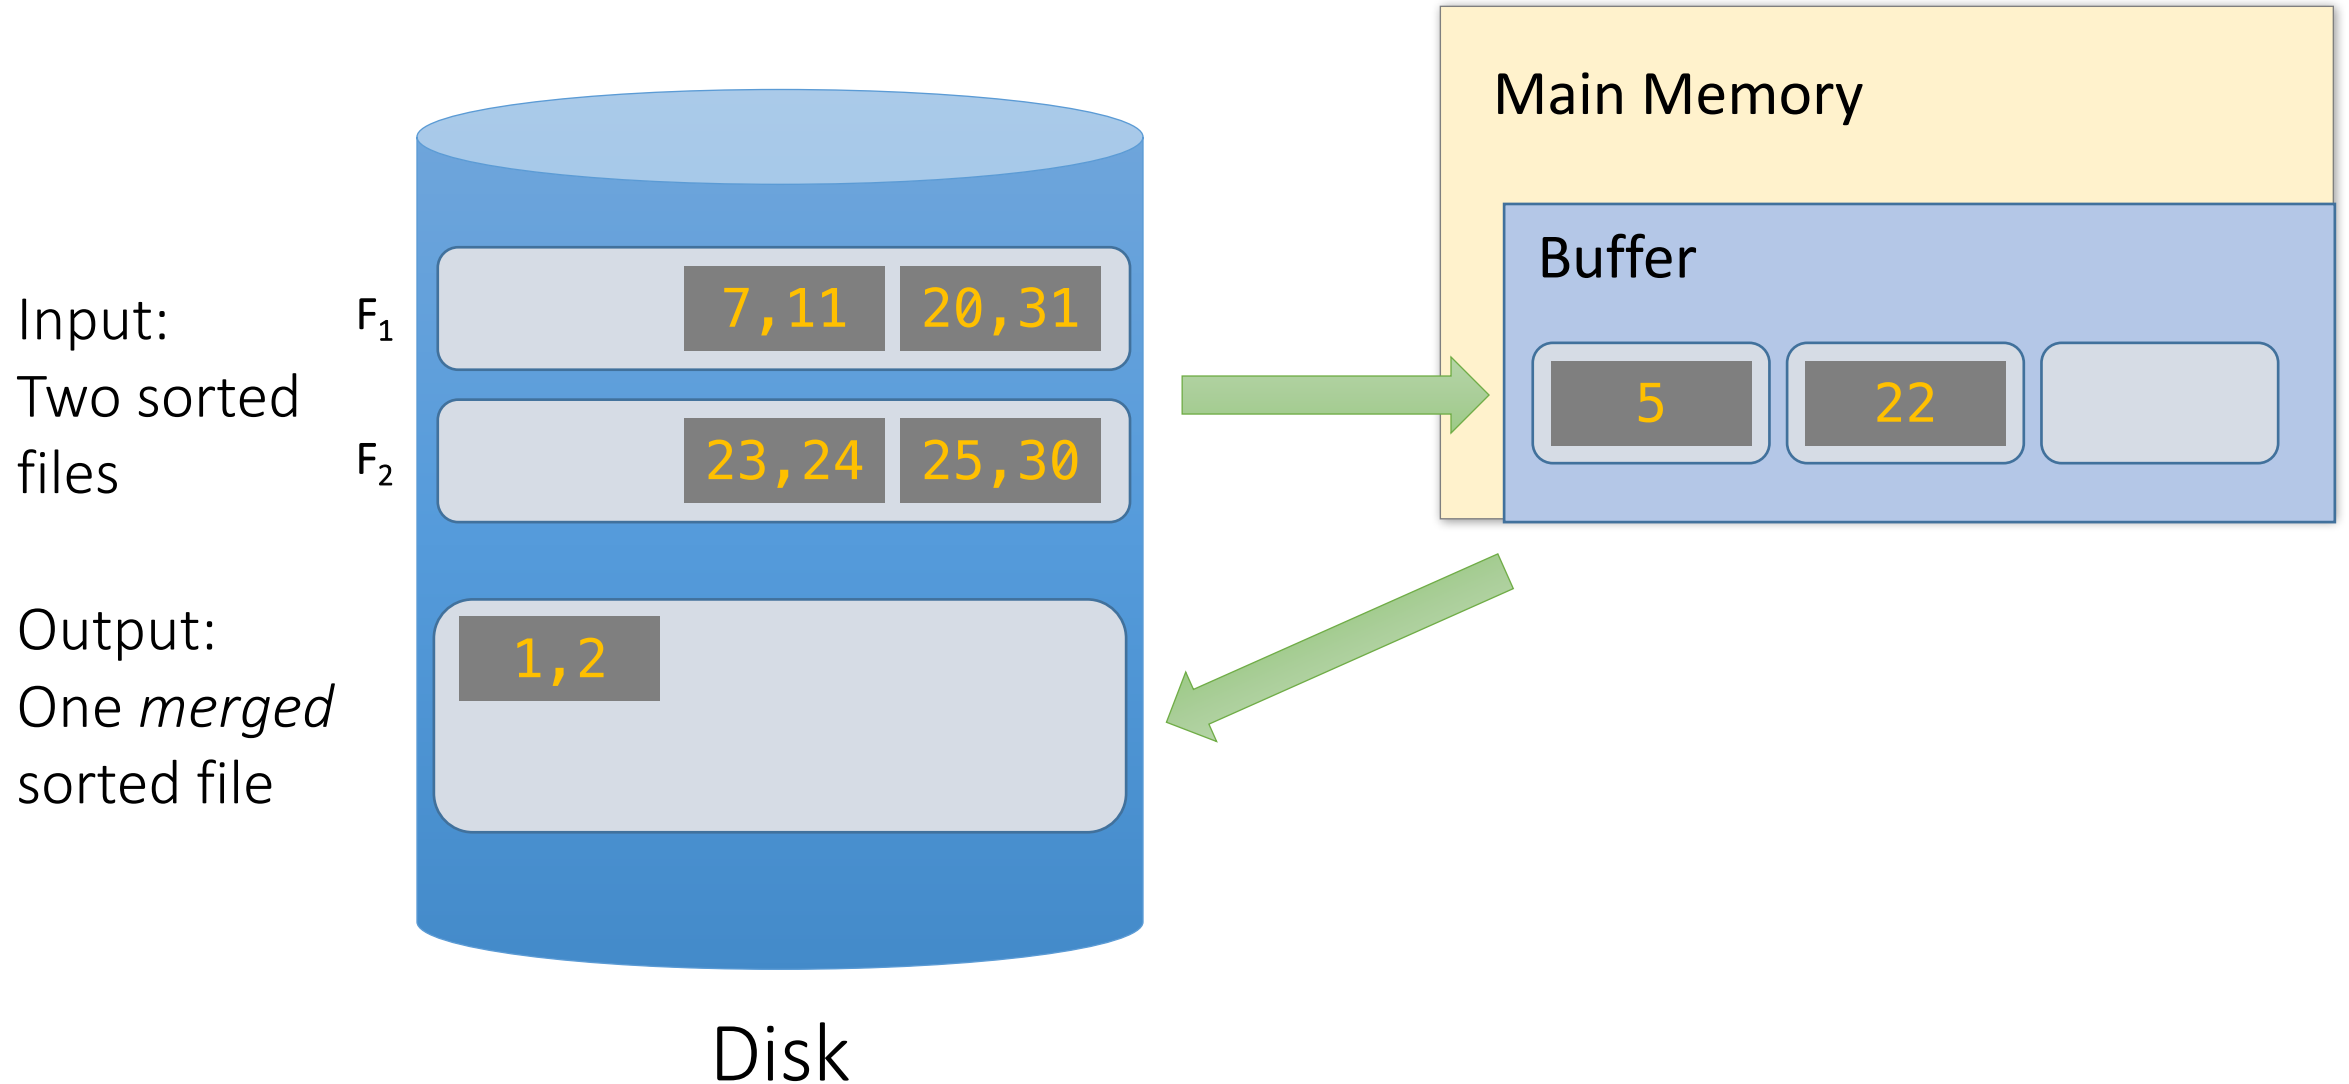 Main Memory
Buffer
5
22
Input:
Two sorted
files
F1
7,11
20,31
F2
23,24
25,30
Output:
One merged
sorted file
1,2
Disk